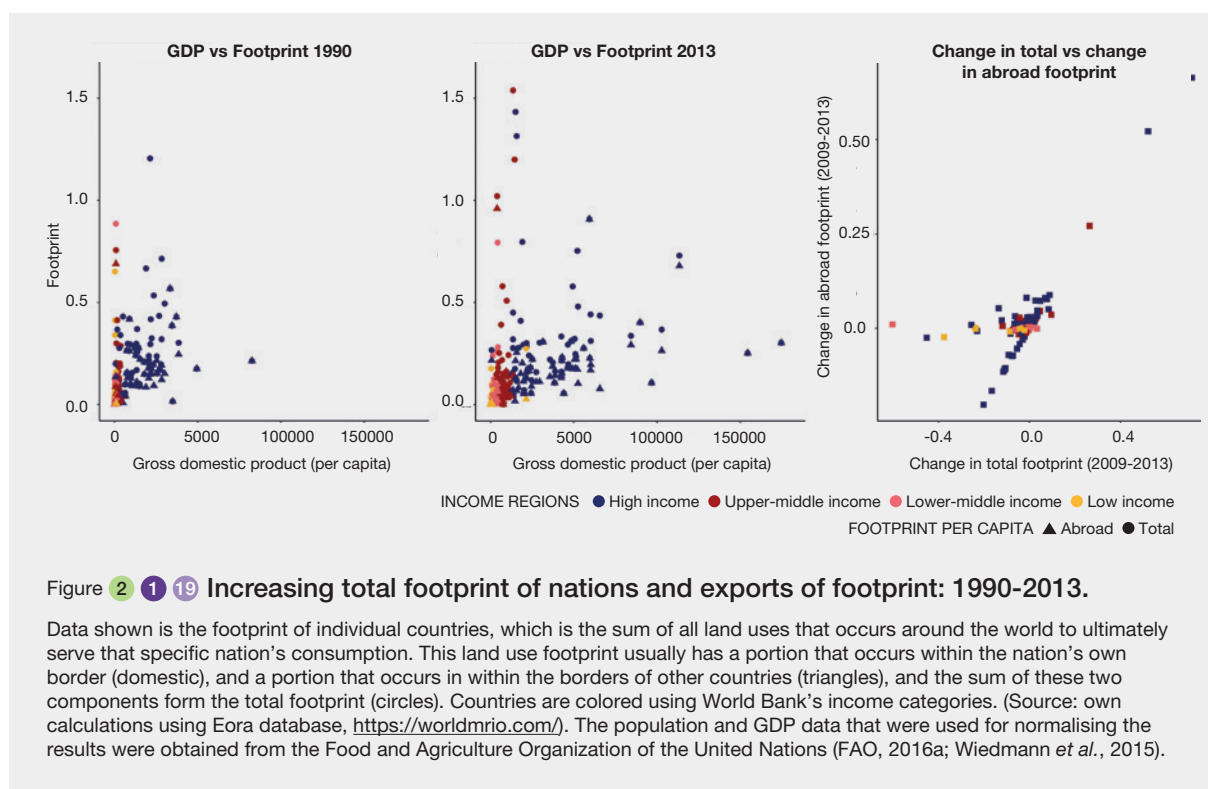 GDP vs Footprint 1990
GDP vs Footprint 2013
Change in total vs change
in abroad footprint
Footprint
1.5
1.0
0.5
0.0
0
5000
100000
150000
Gross domestic product (per capita)
1.5
1.0
0.5
0.0
0
5000
100000
150000
Gross domestic product (per capita)
Change in abroad footprint (2009-2013)
0.50
0.25
0.0
-0.4
0.0
0.4
Change in total footprint (2009-2013)
INCOME REGIONS High income Upper-middle income Lower-middle income Low income
FOOTPRINT PER CAPITA Abroad Total
Figure 2 1 19 Increasing total footprint of nations and exports of footprint: 1990-2013.
Data shown is the footprint of individual countries, which is the sum of all land uses that occurs around the world to ultimately
serve that specific nation’s consumption. This land use footprint usually has a portion that occurs within the nation’s own
border (domestic), and a portion that occurs in within the borders of other countries (triangles), and the sum of these two
components form the total footprint (circles). Countries are colored using World Bank’s income categories. (Source: own
calculations using Eora database, https://worldmrio.com/). The population and GDP data that were used for normalising the
results were obtained from the Food and Agriculture Organization of the United Nations (FAO, 2016a; Wiedmann et al., 2015).